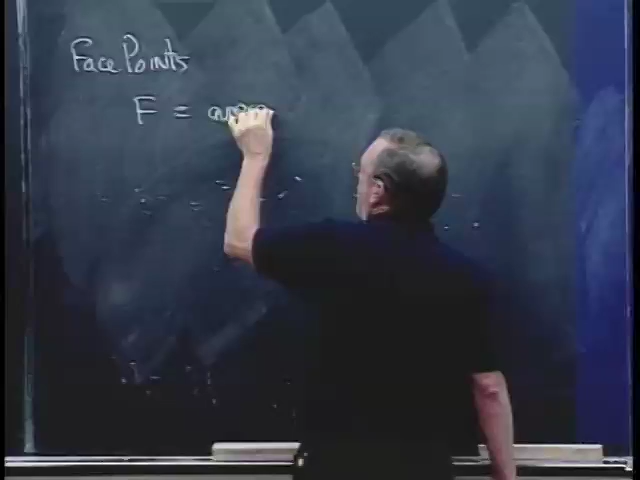 Face Points
F =